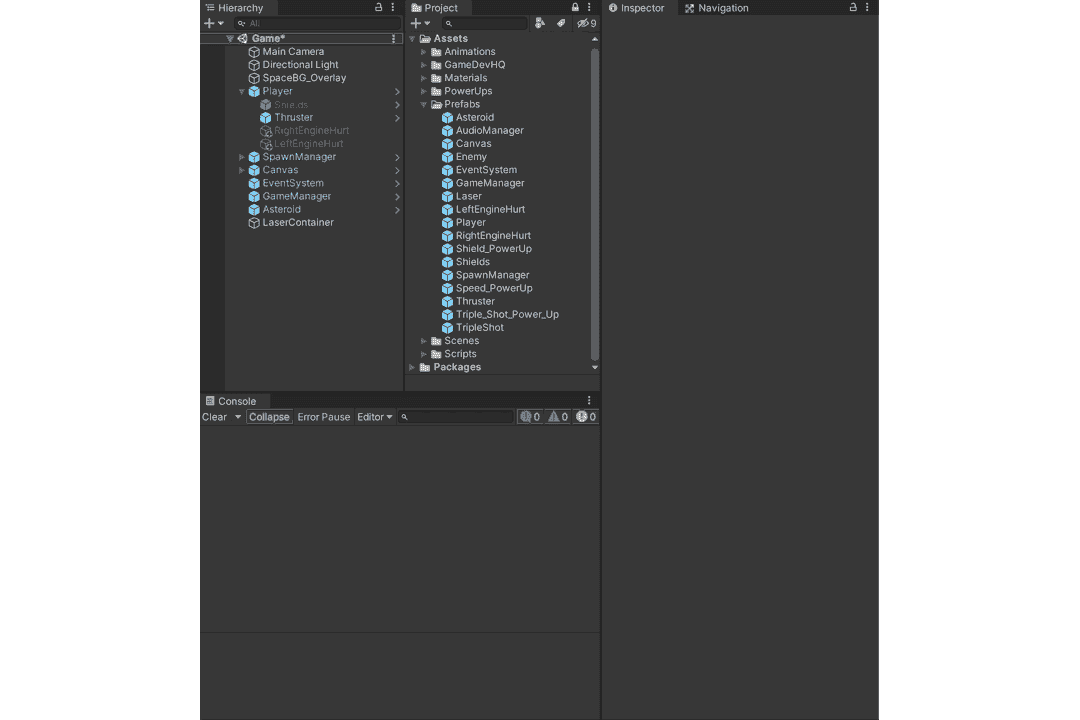 Hierarchy
All
Game*
Main Camera
Directional Light
SpaceBG_Overlay
Player
Shields
Thruster
RightEngineHurt
LeftEngineHurt
SpawnManager
Canvas
EventSystem
GameManager
Asteroid
LaserContainer
Project
9
Assets
Animations
GameDevHQ
Materials
PowerUps
Prefabs
Asteroid
AudioManager
Canvas
Enemy
EventSystem
GameManager
Laser
LeftEngineHurt
Player
RightEngineHurt
Shield_PowerUp
Shields
SpawnManager
Speed_PowerUp
Thruster
Triple_Shot_Power_Up
TripleShot
Scenes
Scripts
Packages
Inspector Navigation
Console
Clear Collapse Error Pause Editor 0 0 0